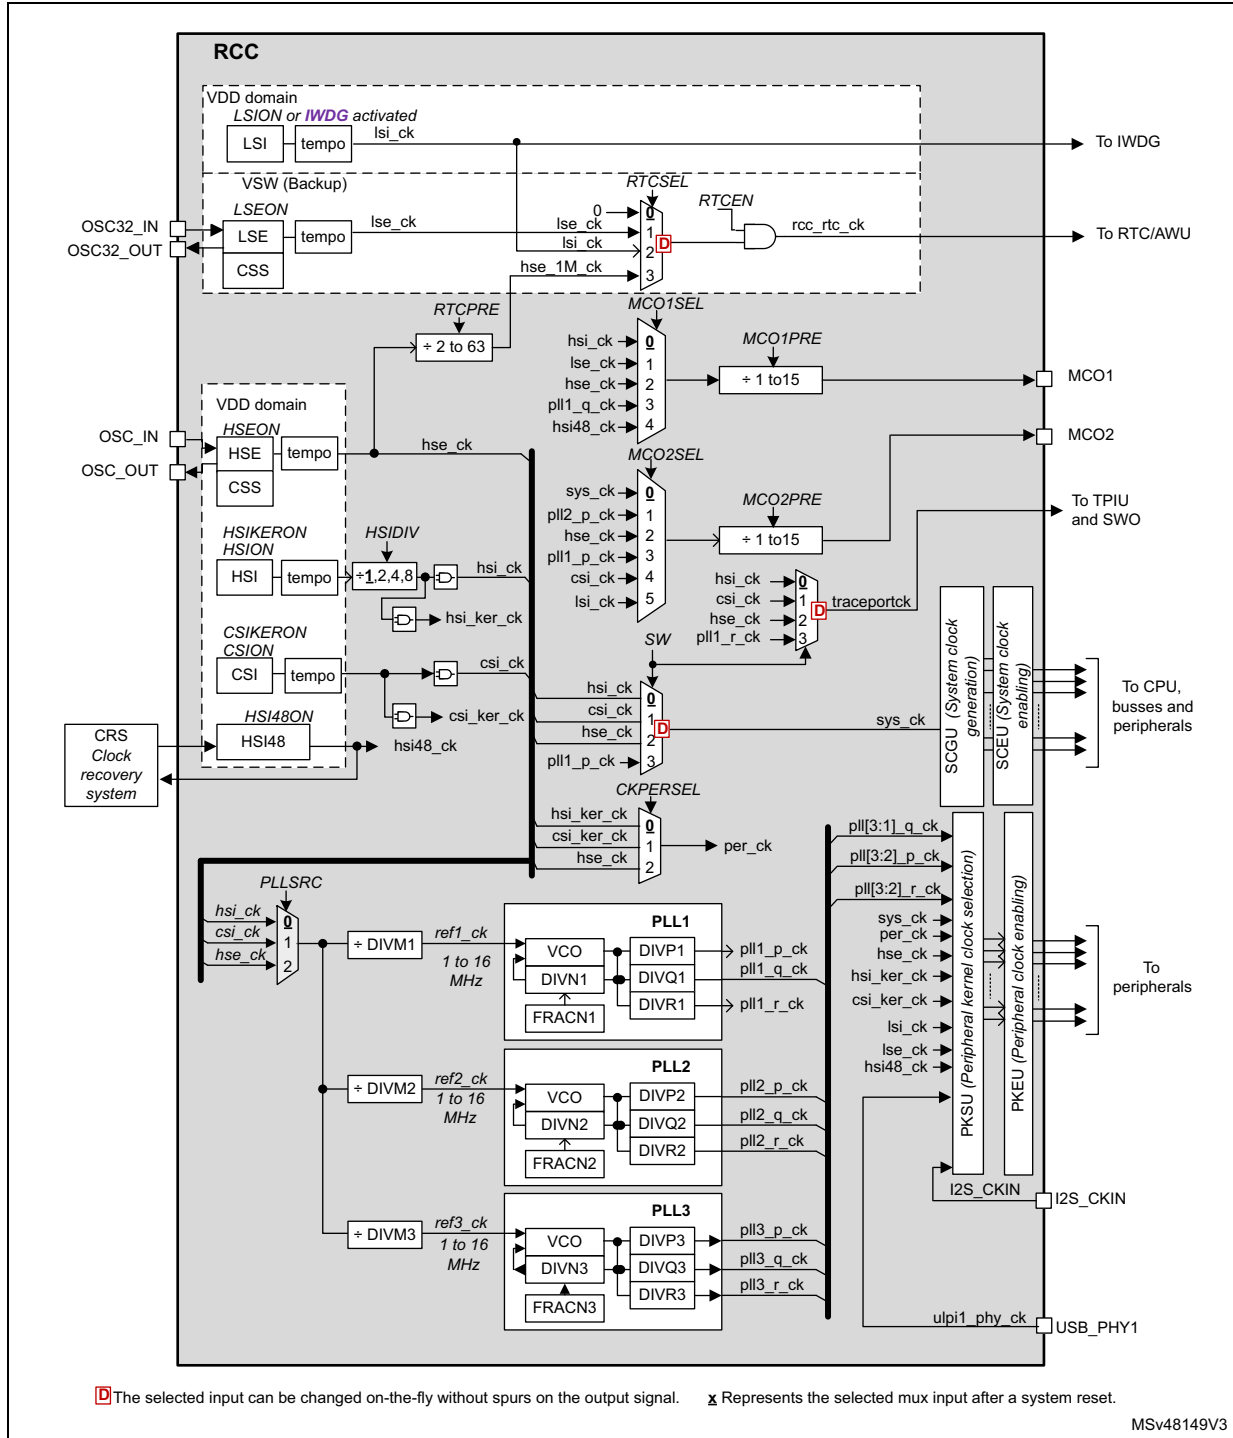 RCC
VDD domain
LSION or IWDG activated
LSI
tempo
lsi_ck
To IWDG
VSW (Backup)
RTCSEL
RTCEN
LSEON
OSC32_IN
OSC32_OUT
LSE
CSS
tempo
lse_ck
0
lse_ck
lsi_ck
hse_1M_ck
0
1
2
3
D
rcc_rtc_ck
To RTC/AWU
RTCPRE
÷ 2 to 63
MCO1SEL
hsi_ck
lse_ck
hse_ck
pll1_q_ck
hsi48_ck
0
1
2
3
4
MCO1PRE
÷ 1 to15
MCO1
MCO2
VDD domain
HSEON
OSC_IN
OSC_OUT
HSE
CSS
tempo
hse_ck
MCO2SEL
sys_ck
pll2_p_ck
hse_ck
pll1_p_ck
csi_ck
lsi_ck
0
1
2
3
4
5
MCO2PRE
÷ 1 to15
To TPIU
and SWO
HSIKERON
HSION
HSI
tempo
HSIDIV
÷1,2,4,8
hsi_ck
hsi_ker_ck
hsi_ck
csi_ck
hse_ck
pll1_r_ck
0
1
2
3
D
traceportck
CSIKERON
CSION
CSI
tempo
csi_ck
csi_ker_ck
SW
hsi_ck
csi_ck
hse_ck
pll1_p_ck
0
1
2
3
D
sys_ck
SCGU (System clock
generation)
SCEU (System clock
enabling)
To CPU,
busses and
peripherals
HSI48ON
HSI48
hsi48_ck
CRS
Clock
recovery
system
CKPERSEL
hsi_ker_ck
csi_ker_ck
hse_ck
0
1
2
per_ck
PLLSRC
hsi_ck
csi_ck
hse_ck
0
1
2
÷ DIVM1
ref1_ck
1 to 16
MHz
PLL1
VCO
DIVN1
FRACN1
DIVP1
DIVQ1
DIVR1
pll1_p_ck
pll1_q_ck
pll1_r_ck
÷ DIVM2
ref2_ck
1 to 16
MHz
PLL2
VCO
DIVN2
FRACN2
DIVP2
DIVQ2
DIVR2
pll2_p_ck
pll2_q_ck
pll2_r_ck
÷ DIVM3
ref3_ck
1 to 16
MHz
PLL3
VCO
DIVN3
FRACN3
DIVP3
DIVQ3
DIVR3
pll3_p_ck
pll3_q_ck
pll3_r_ck
pll[3:1]_q_ck
pll[3:2]_p_ck
pll[3:2]_r_ck
sys_ck
per_ck
hse_ck
hsi_ker_ck
csi_ker_ck
lsi_ck
lse_ck
hsi48_ck
PKSU (Peripheral kernel clock selection)
PKEU (Peripheral clock enabling)
To
peripherals
I2S_CKIN
I2S_CKIN
ulpi1_phy_ck
USB_PHY1
D The selected input can be changed on-the-fly without spurs on the output signal.
x Represents the selected mux input after a system reset.
MSv48149V3